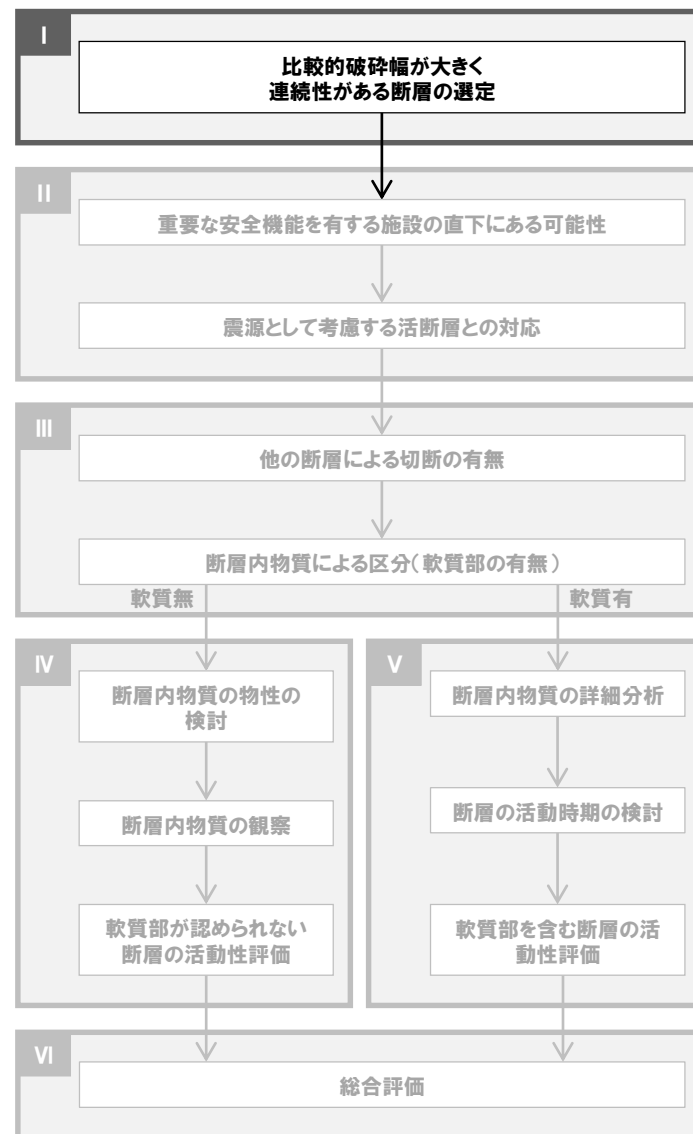 I
比較的破砕幅が大きく
連続性がある断層の選定
II
重要な安全機能を有する施設の直下にある可能性
震源として考慮する活断層との対応
III
他の断層による切断の有無
断層内物質による区分(軟質部の有無)
軟質無
軟質有
IV
断層内物質の物性の
検討
断層内物質の観察
軟質部が認められない
断層の活動性評価
V
断層内物質の詳細分析
断層の活動時期の検討
軟質部を含む断層の活
動性評価
VI
総合評価